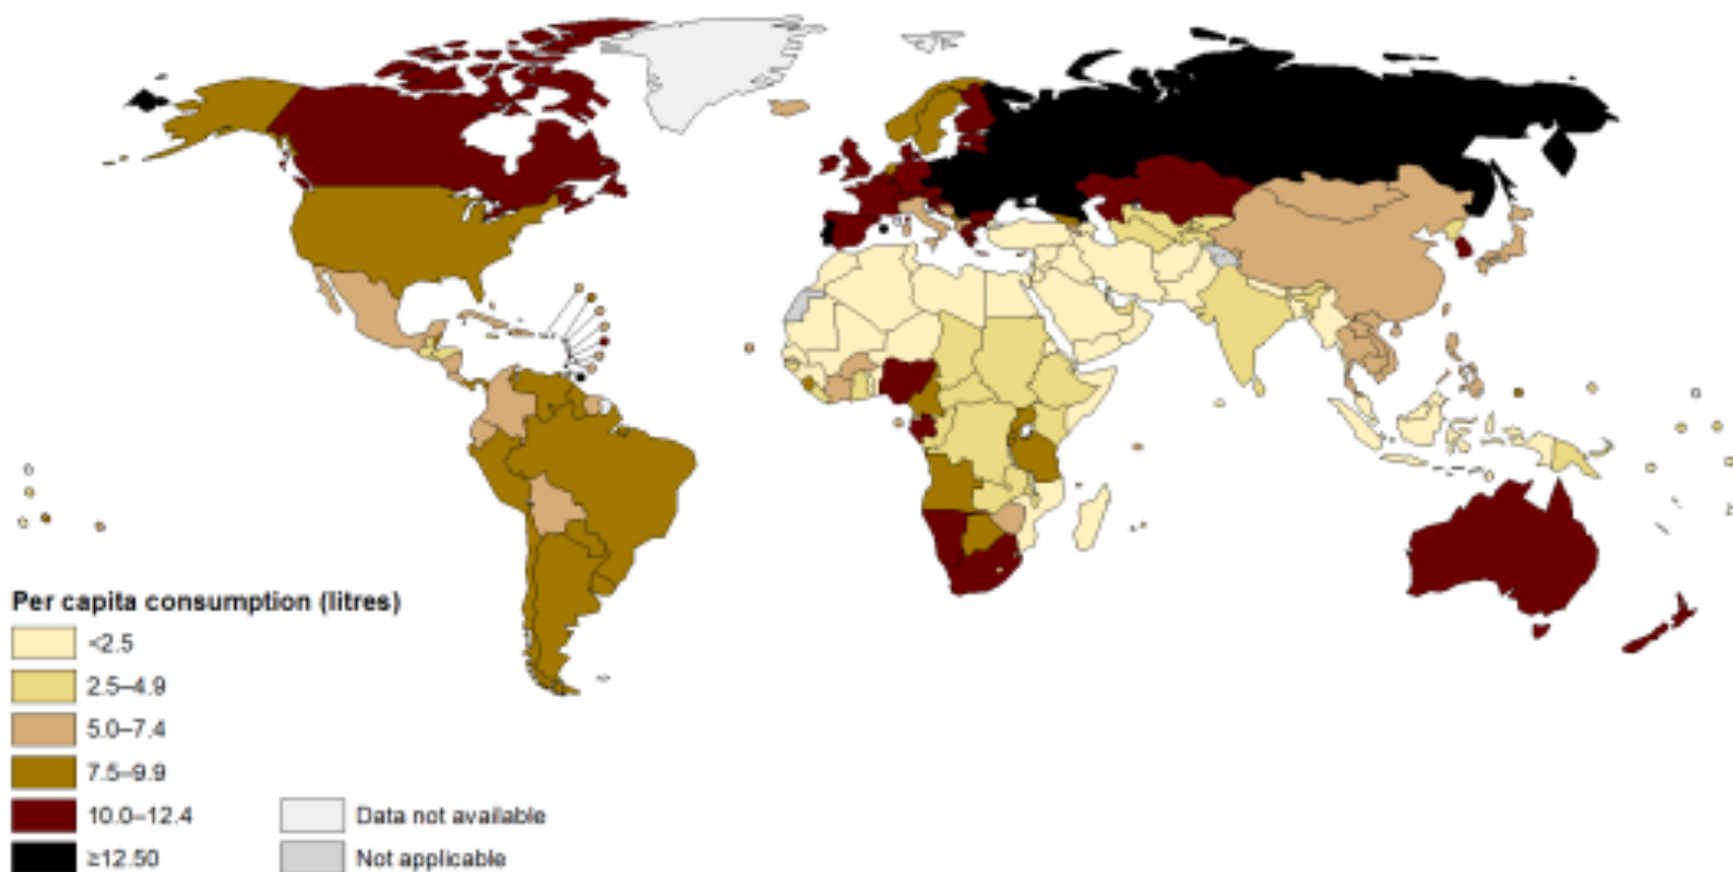 Per capita consumption (litres)
<2.5
2.5–4.9
5.0–7.4
7.5–9.9
10.0–12.4
≥12.50
Data not available
Not applicable